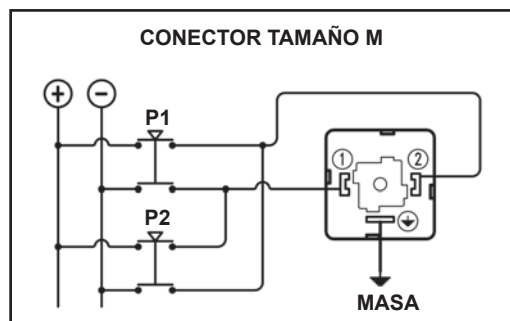 CONECTOR TAMAÑO M
+ −
P1
1 2
P2
MASA